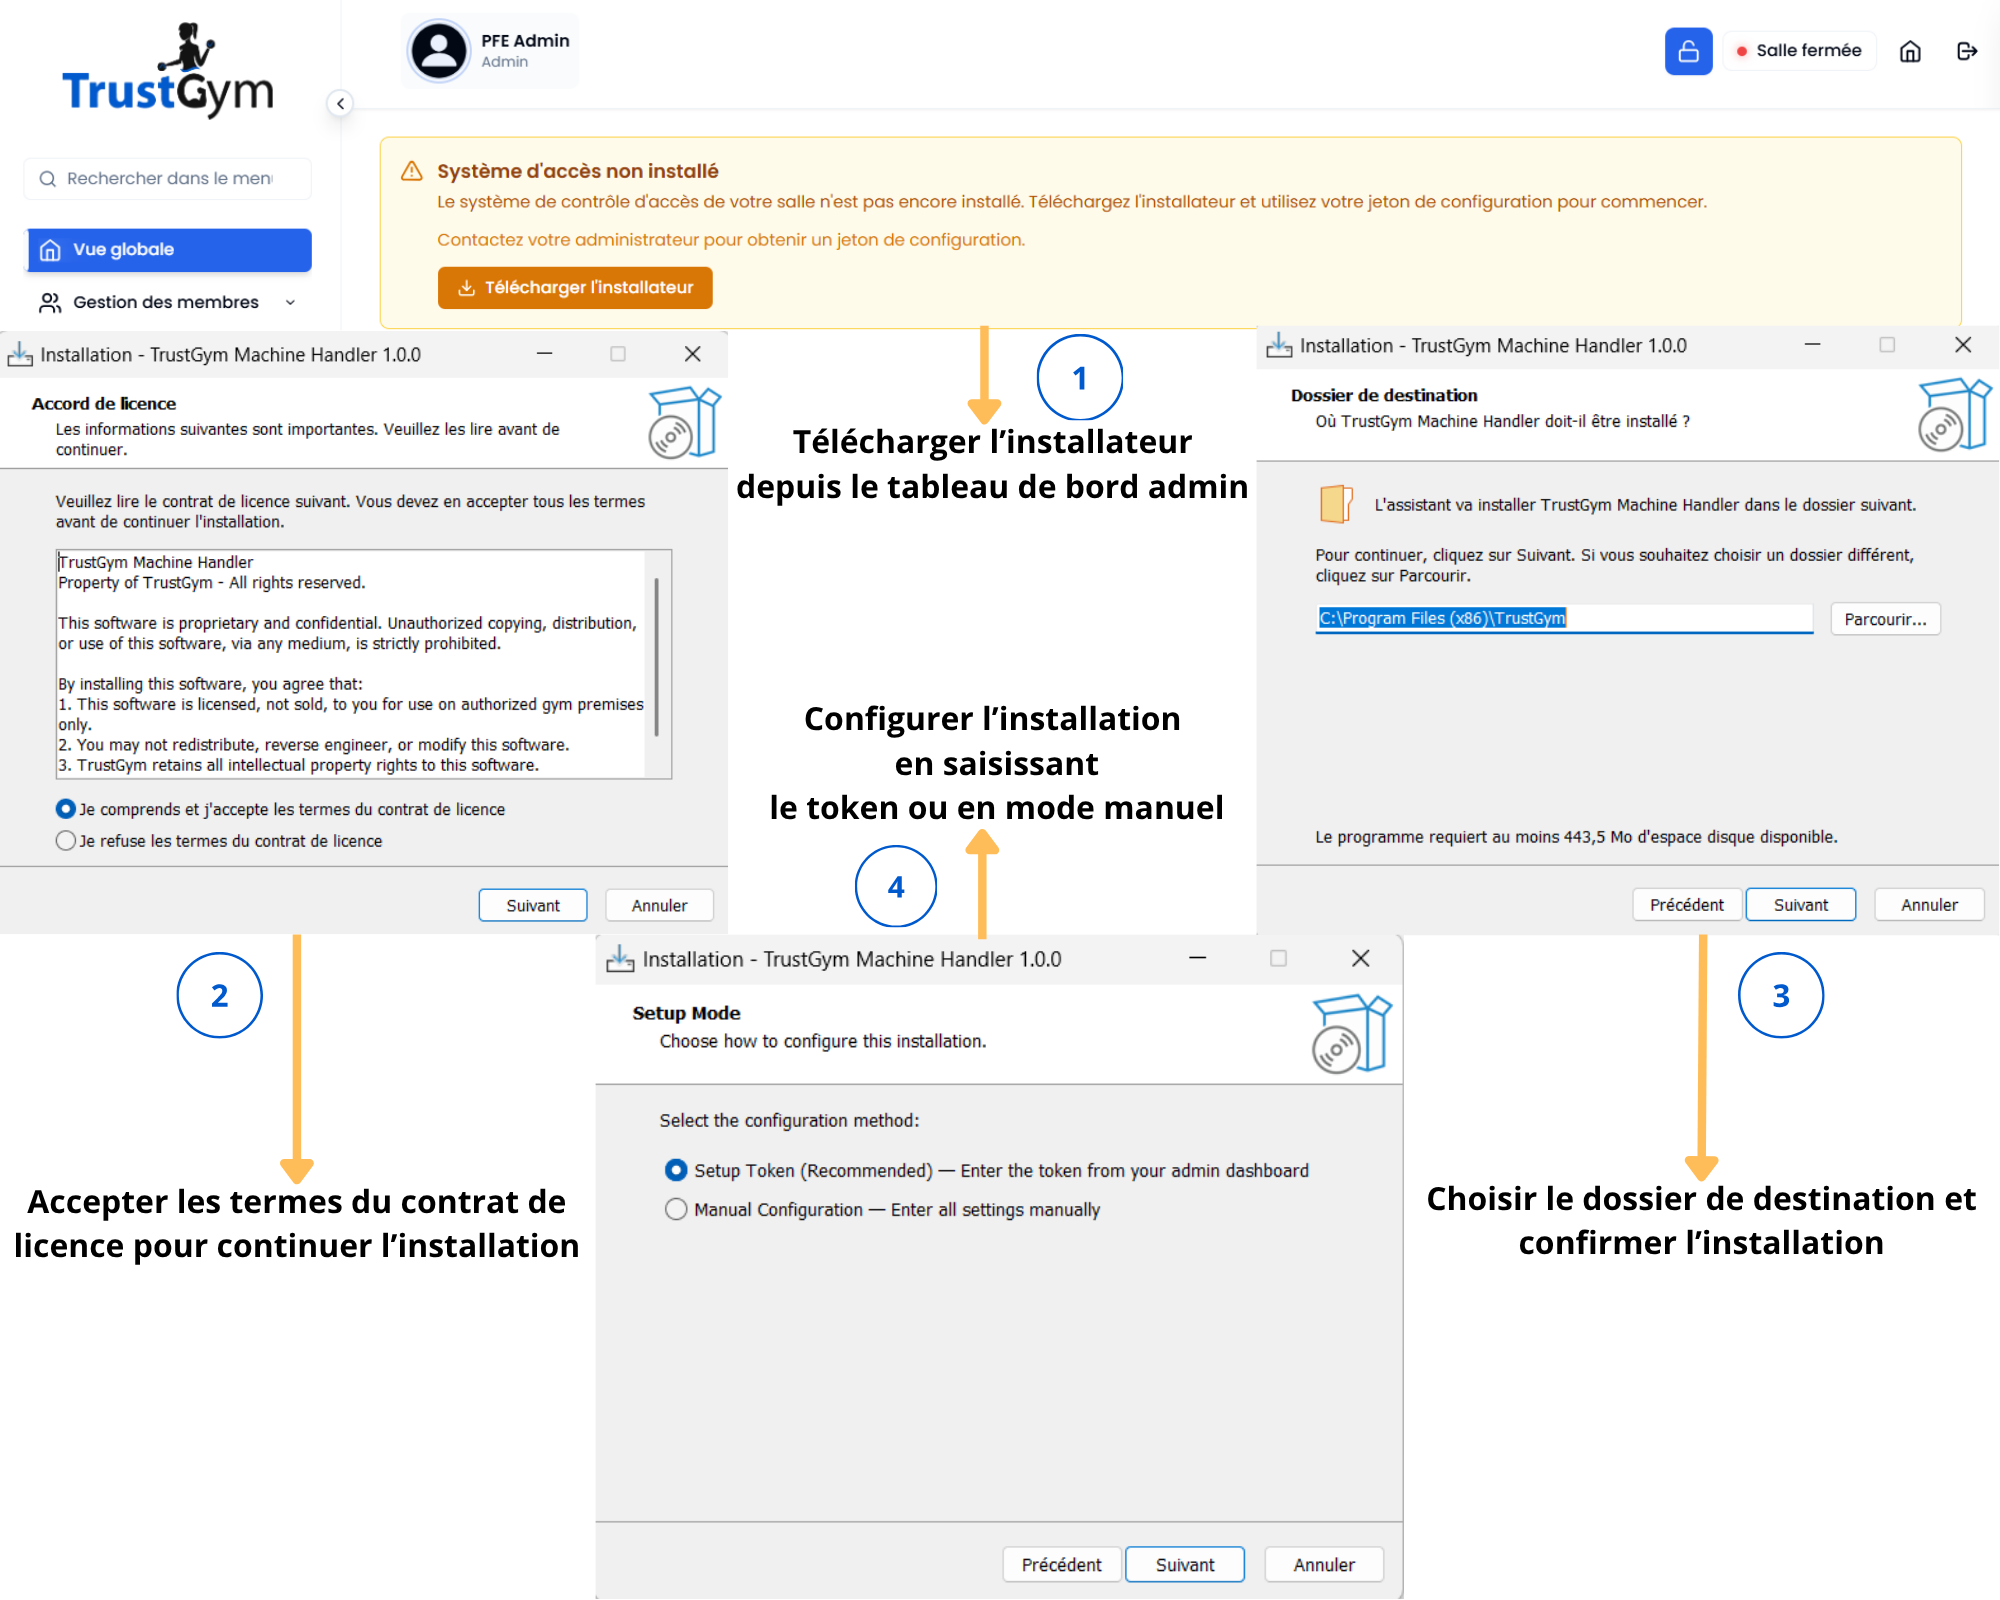 TrustGym
PFE Admin
Admin
Salle fermée
Rechercher dans le men
Vue globale
Gestion des membres
Système d'accès non installé
Le système de contrôle d'accès de votre salle n'est pas encore installé. Téléchargez l'installateur et utilisez votre jeton de configuration pour commencer.
Contactez votre administrateur pour obtenir un jeton de configuration.
Télécharger l'installateur
1
Télécharger l’installateur
depuis le tableau de bord admin
Installation - TrustGym Machine Handler 1.0.0
Accord de licence
Les informations suivantes sont importantes. Veuillez les lire avant de
continuer.
Veuillez lire le contrat de licence suivant. Vous devez en accepter tous les termes
avant de continuer l'installation.
TrustGym Machine Handler
Property of TrustGym - All rights reserved.
This software is proprietary and confidential. Unauthorized copying, distribution,
or use of this software, via any medium, is strictly prohibited.
By installing this software, you agree that:
1. This software is licensed, not sold, to you for use on authorized gym premises
only.
2. You may not redistribute, reverse engineer, or modify this software.
3. TrustGym retains all intellectual property rights to this software.
Je comprends et j'accepte les termes du contrat de licence
Je refuse les termes du contrat de licence
Suivant
Annuler
2
Accepter les termes du contrat de
licence pour continuer l’installation
Installation - TrustGym Machine Handler 1.0.0
Dossier de destination
Où TrustGym Machine Handler doit-il être installé ?
L'assistant va installer TrustGym Machine Handler dans le dossier suivant.
Pour continuer, cliquez sur Suivant. Si vous souhaitez choisir un dossier différent,
cliquez sur Parcourir.
C:\Program Files (x86)\TrustGym
Parcourir...
Le programme requiert au moins 443,5 Mo d'espace disque disponible.
Précédent
Suivant
Annuler
3
Choisir le dossier de destination et
confirmer l’installation
Configurer l’installation
en saisissant
le token ou en mode manuel
4
Installation - TrustGym Machine Handler 1.0.0
Setup Mode
Choose how to configure this installation.
Select the configuration method:
Setup Token (Recommended) — Enter the token from your admin dashboard
Manual Configuration — Enter all settings manually
Précédent
Suivant
Annuler